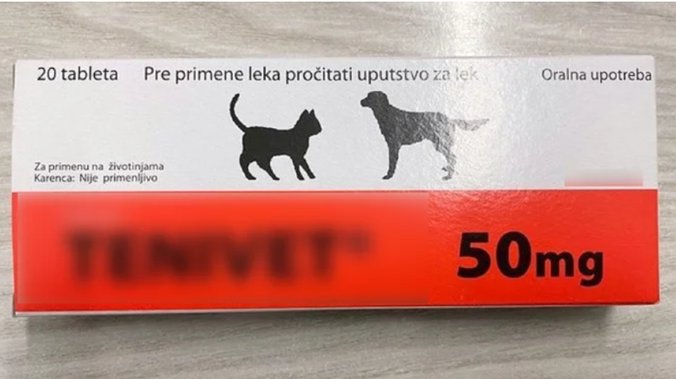 20 tableta Pre primene leka pročitati uputstvo za lek Oralna upotreba
Za primenu na životinjama
Karenca: Nije primenljivo
50mg